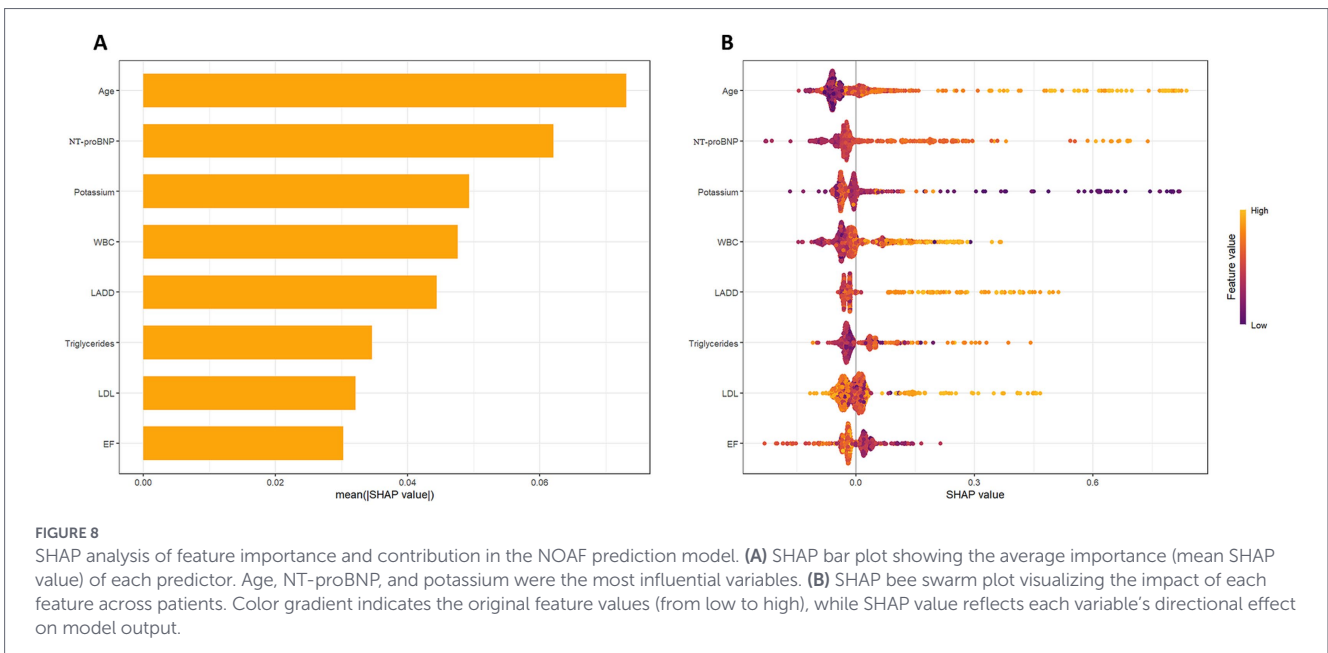 A
Age
NT-proBNP
Potassium
WBC
LADD
Triglycerides
LDL
EF
0.00 0.02 0.04 0.06
mean(|SHAP value|)
B
Age
NT-proBNP
Potassium
WBC
LADD
Triglycerides
LDL
EF
0.0 0.3 0.6
SHAP value
High
Feature value
Low
FIGURE 8
SHAP analysis of feature importance and contribution in the NOAF prediction model. (A) SHAP bar plot showing the average importance (mean SHAP
value) of each predictor. Age, NT-proBNP, and potassium were the most influential variables. (B) SHAP bee swarm plot visualizing the impact of each
feature across patients. Color gradient indicates the original feature values (from low to high), while SHAP value reflects each variable's directional effect
on model output.